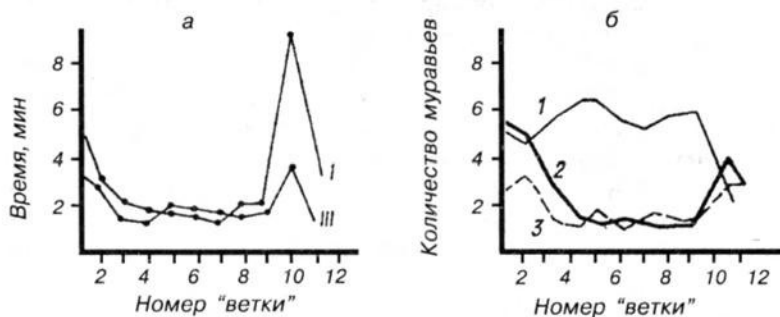 а
Время, мин
8
6
4
2
I
III
2 4 6 8 10 12
Номер "ветки"
б
Количество муравьев
8
6
4
2
1
2
3
2 4 6 8 10 12
Номер "ветки"